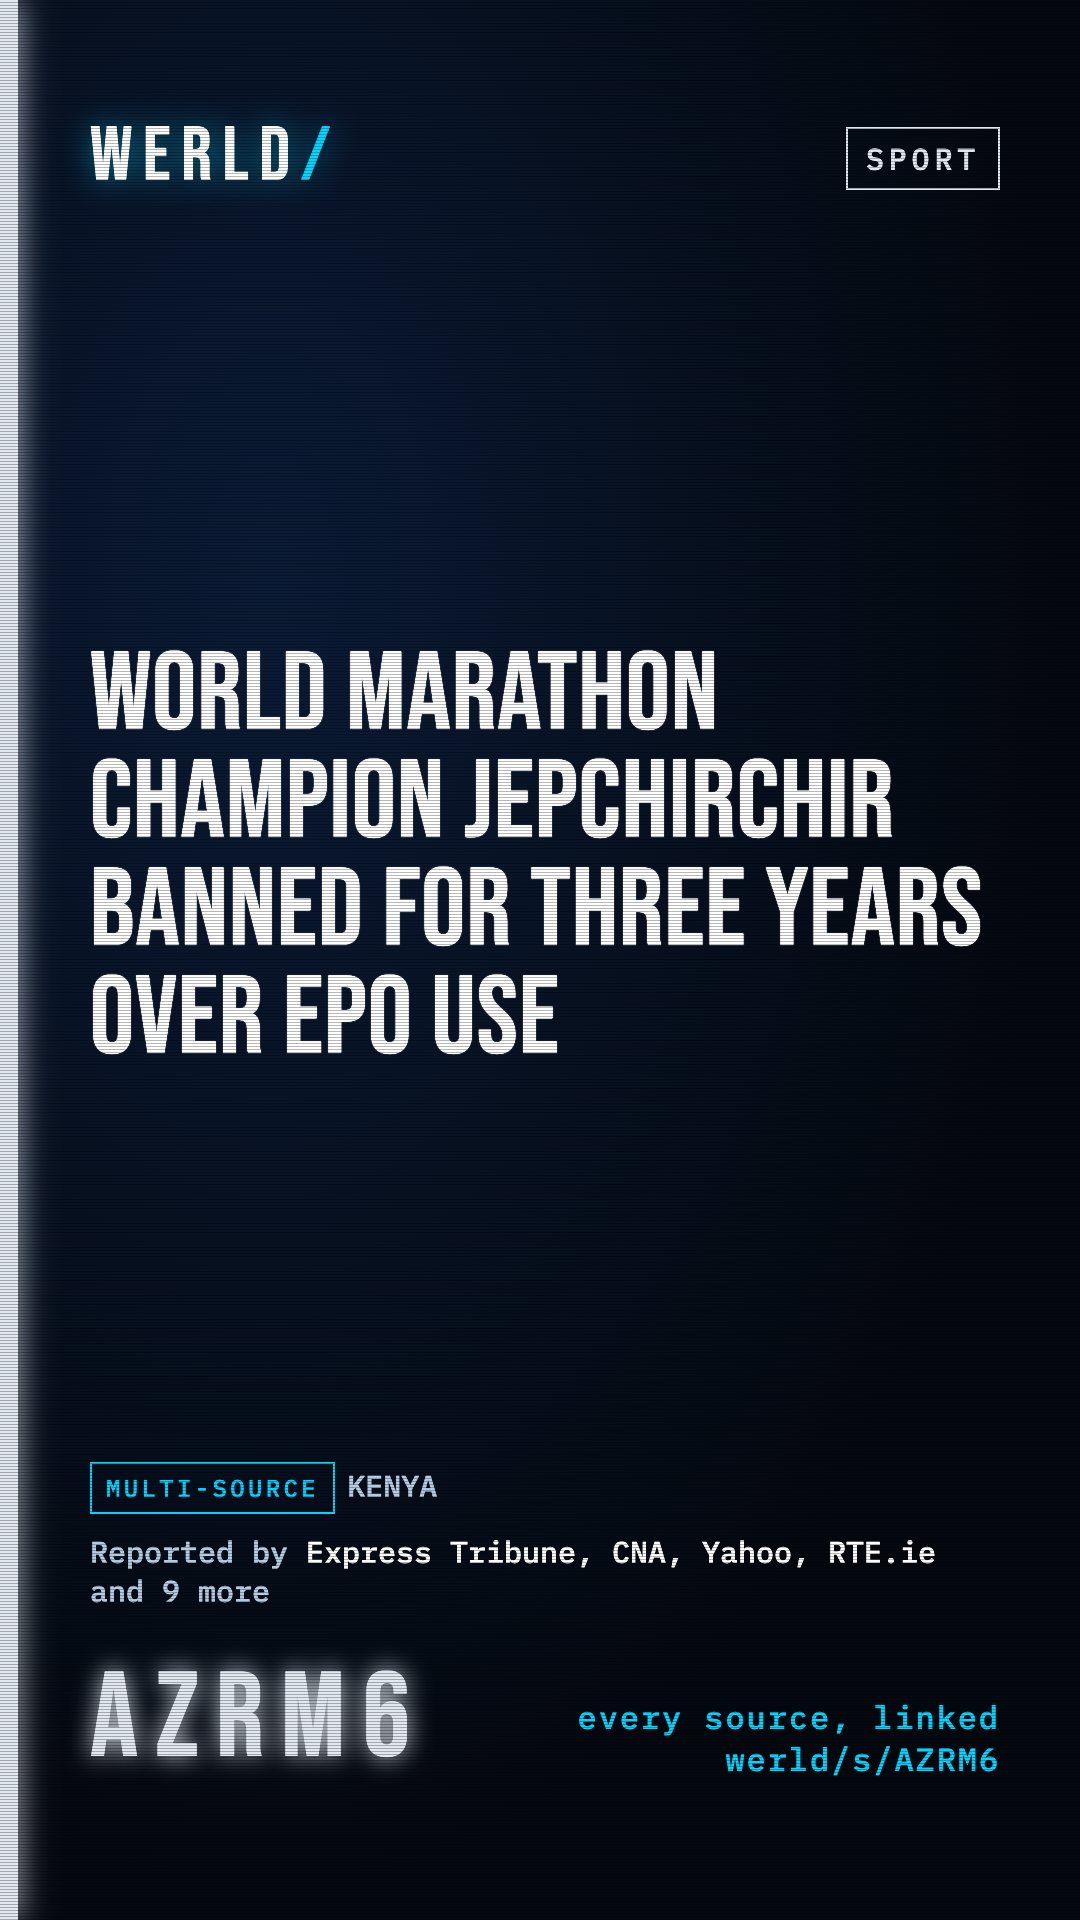 WERLD/
SPORT
WORLD MARATHON
CHAMPION JEPCHIRCHIR
BANNED FOR THREE YEARS
OVER EPO USE
MULTI-SOURCE KENYA
Reported by Express Tribune, CNA, Yahoo, RTE.ie
and 9 more
AZRM6
every source, linked
werld/s/AZRM6